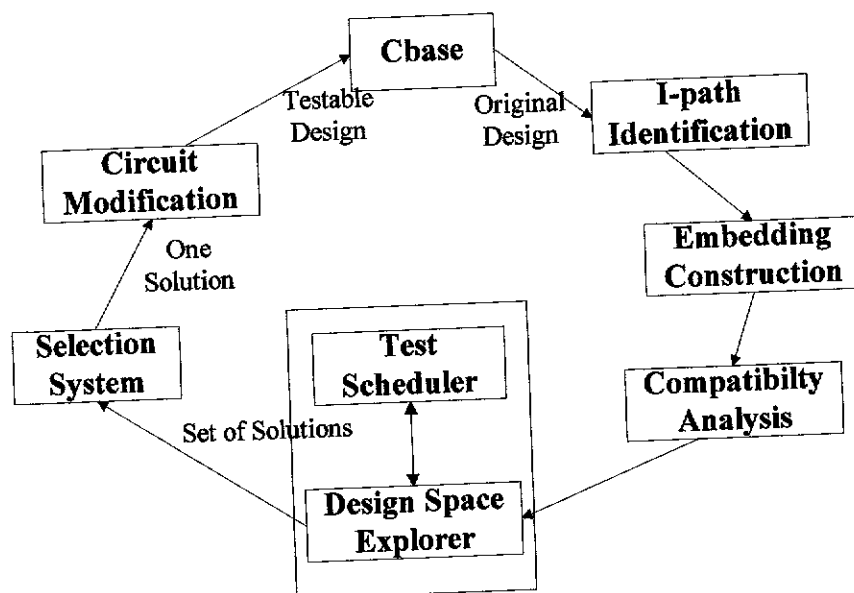 Cbase
Testable
Design
Original
Design
I-path
Identification
Circuit
Modification
One
Solution
Embedding
Construction
Selection
System
Test
Scheduler
Compatibilty
Analysis
Set of Solutions
Design Space
Explorer